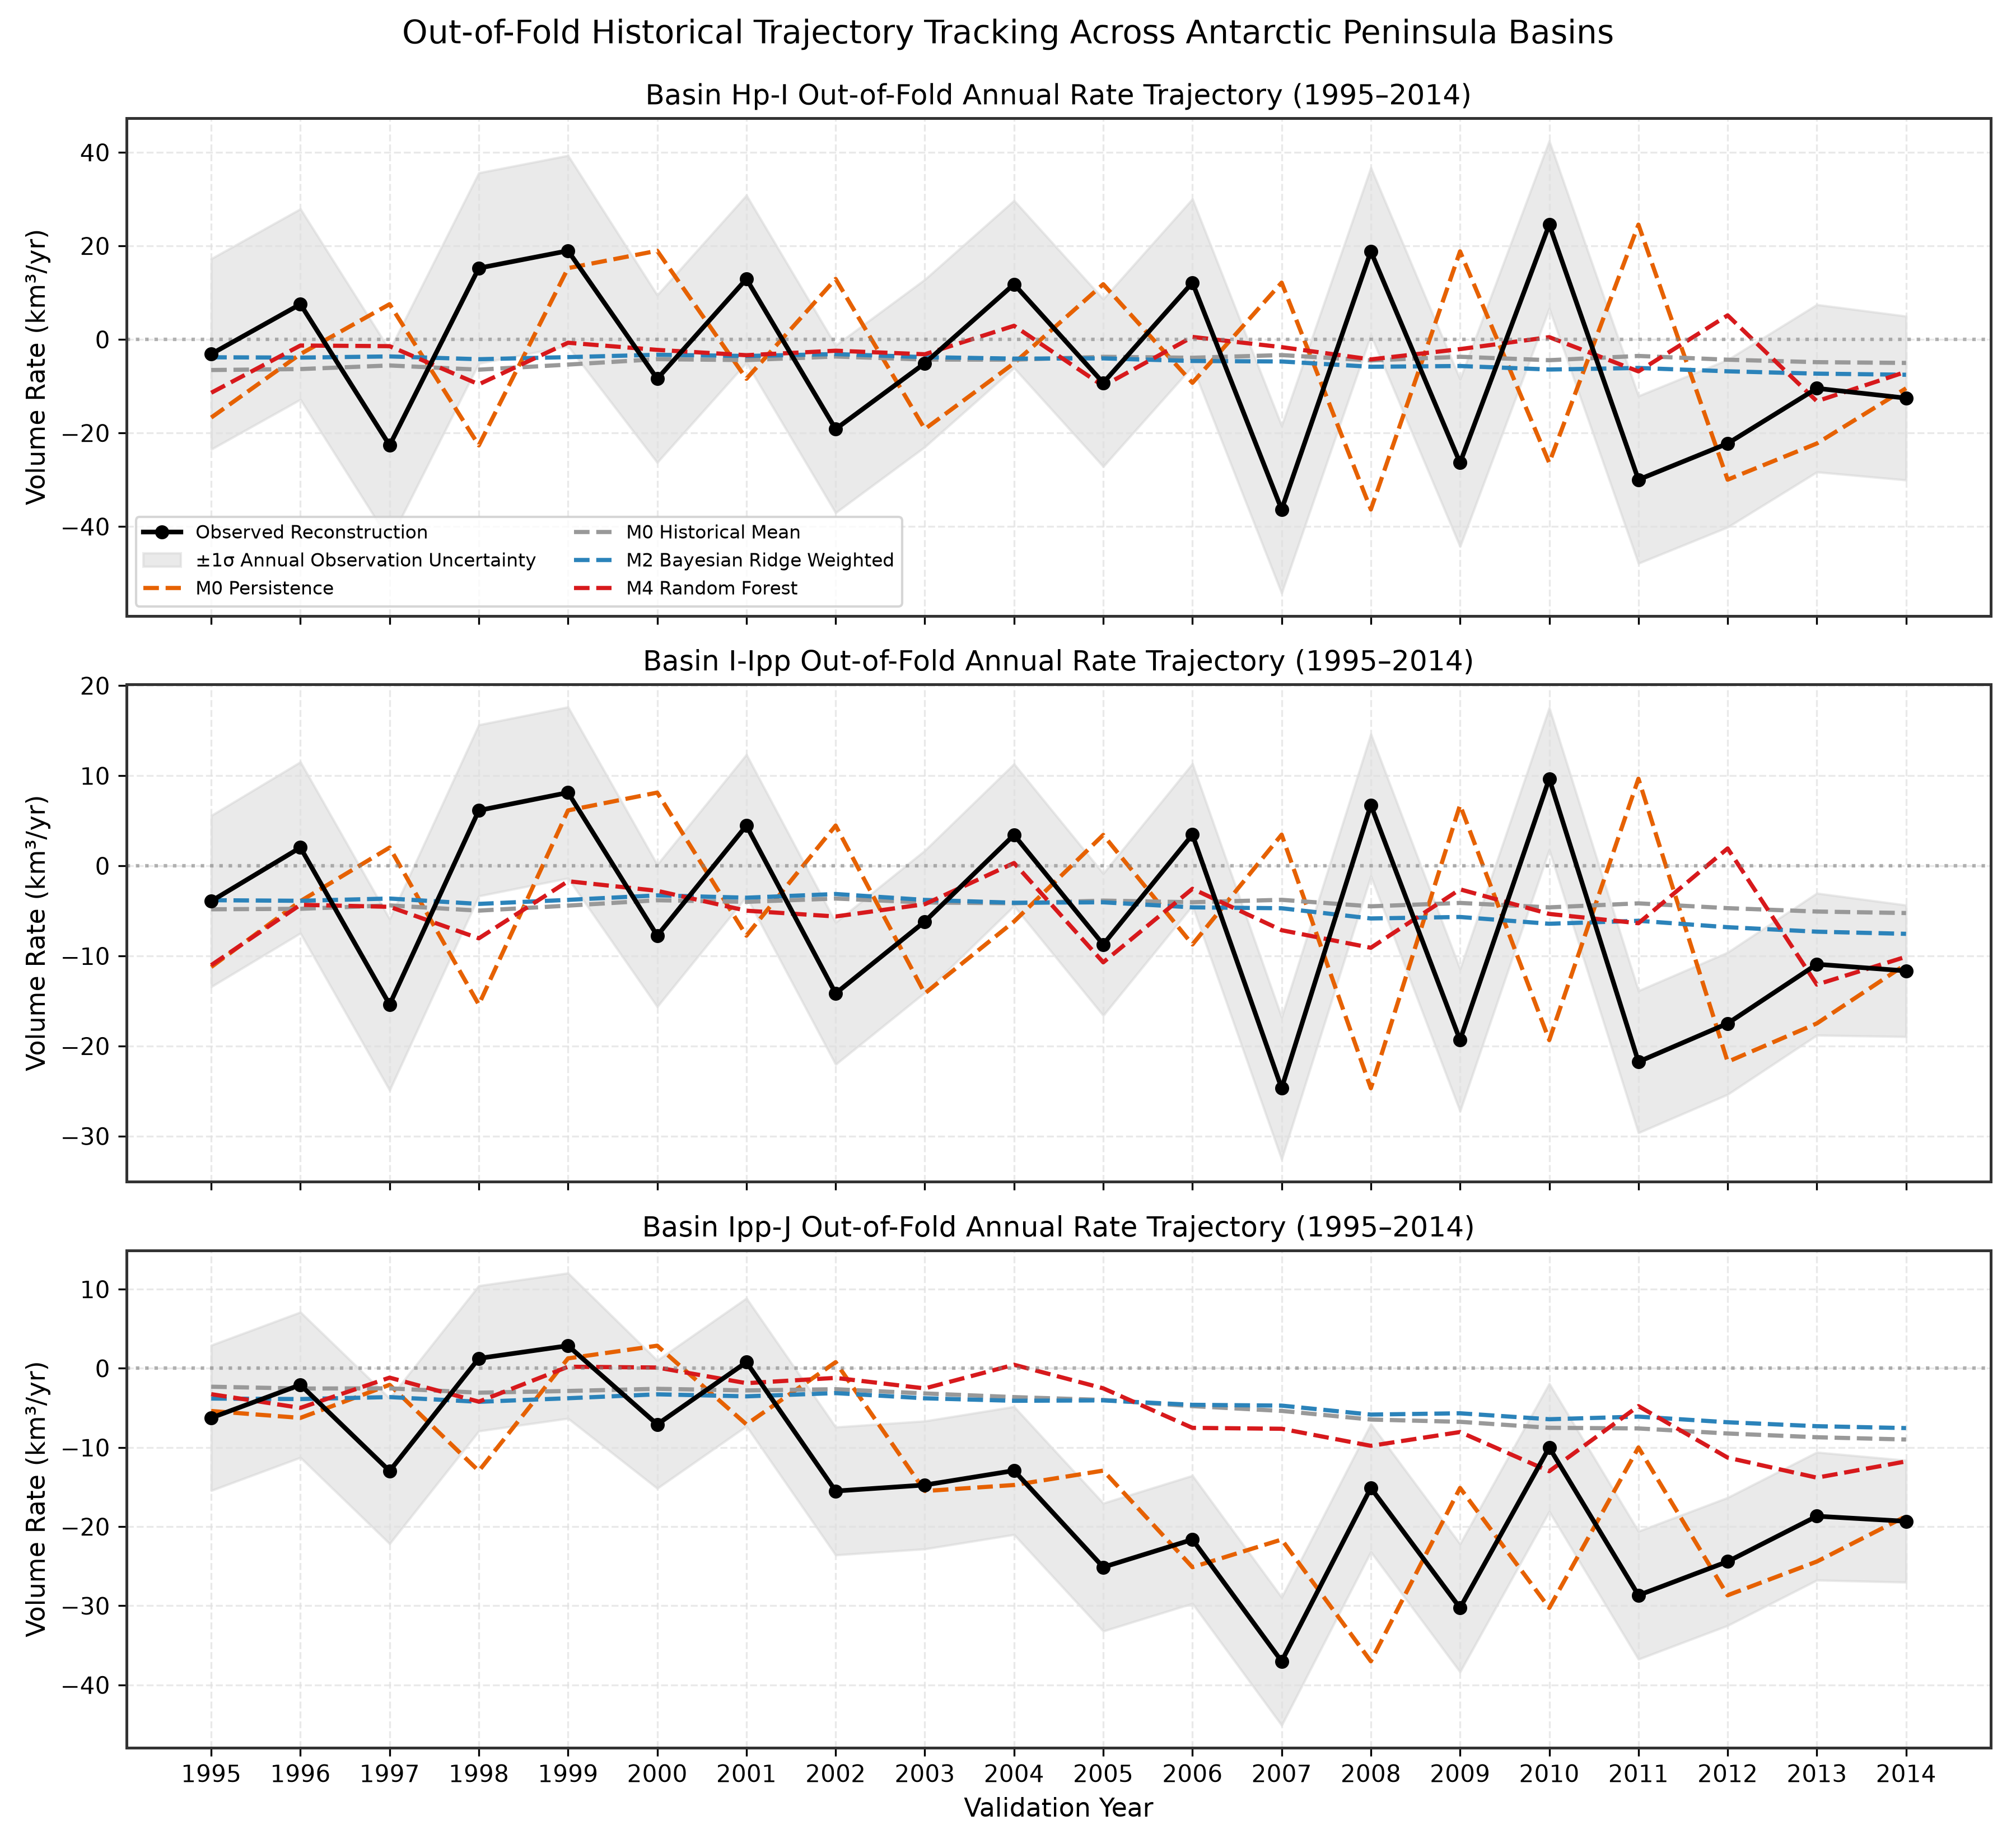 Out-of-Fold Historical Trajectory Tracking Across Antarctic Peninsula Basins
Basin Hp-I Out-of-Fold Annual Rate Trajectory (1995–2014)
Volume Rate (km³/yr)
40
20
0
−20
−40
Observed Reconstruction
±1σ Annual Observation Uncertainty
M0 Persistence
M0 Historical Mean
M2 Bayesian Ridge Weighted
M4 Random Forest
Basin I-Ipp Out-of-Fold Annual Rate Trajectory (1995–2014)
Volume Rate (km³/yr)
20
10
0
−10
−20
−30
Basin Ipp-J Out-of-Fold Annual Rate Trajectory (1995–2014)
Volume Rate (km³/yr)
10
0
−10
−20
−30
−40
1995 1996 1997 1998 1999 2000 2001 2002 2003 2004 2005 2006 2007 2008 2009 2010 2011 2012 2013 2014
Validation Year